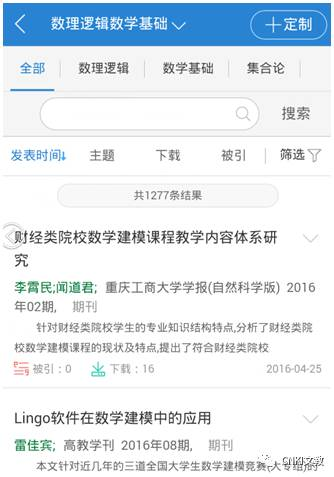 数理逻辑数学基础
定制
全部 数理逻辑 数学基础 集合论
搜索
发表时间 主题 下载 被引 筛选
共1277条结果
财经类院校数学建模课程教学内容体系研
究
李霄民;闻道君; 重庆工商大学学报(自然科学版) 2016
年02期, 期刊
针对财经类院校学生的专业知识结构特点,分析了财经类院
校数学建模课程的现状及特点,提出了符合财经类院校
被引：0 下载：16 2016-04-25
Lingo软件在数学建模中的应用
雷佳宾; 高教学刊 2016年08期, 期刊
本文针对近几年的三道全国大学生数学建模竞赛(大专组)的
CNKI之数